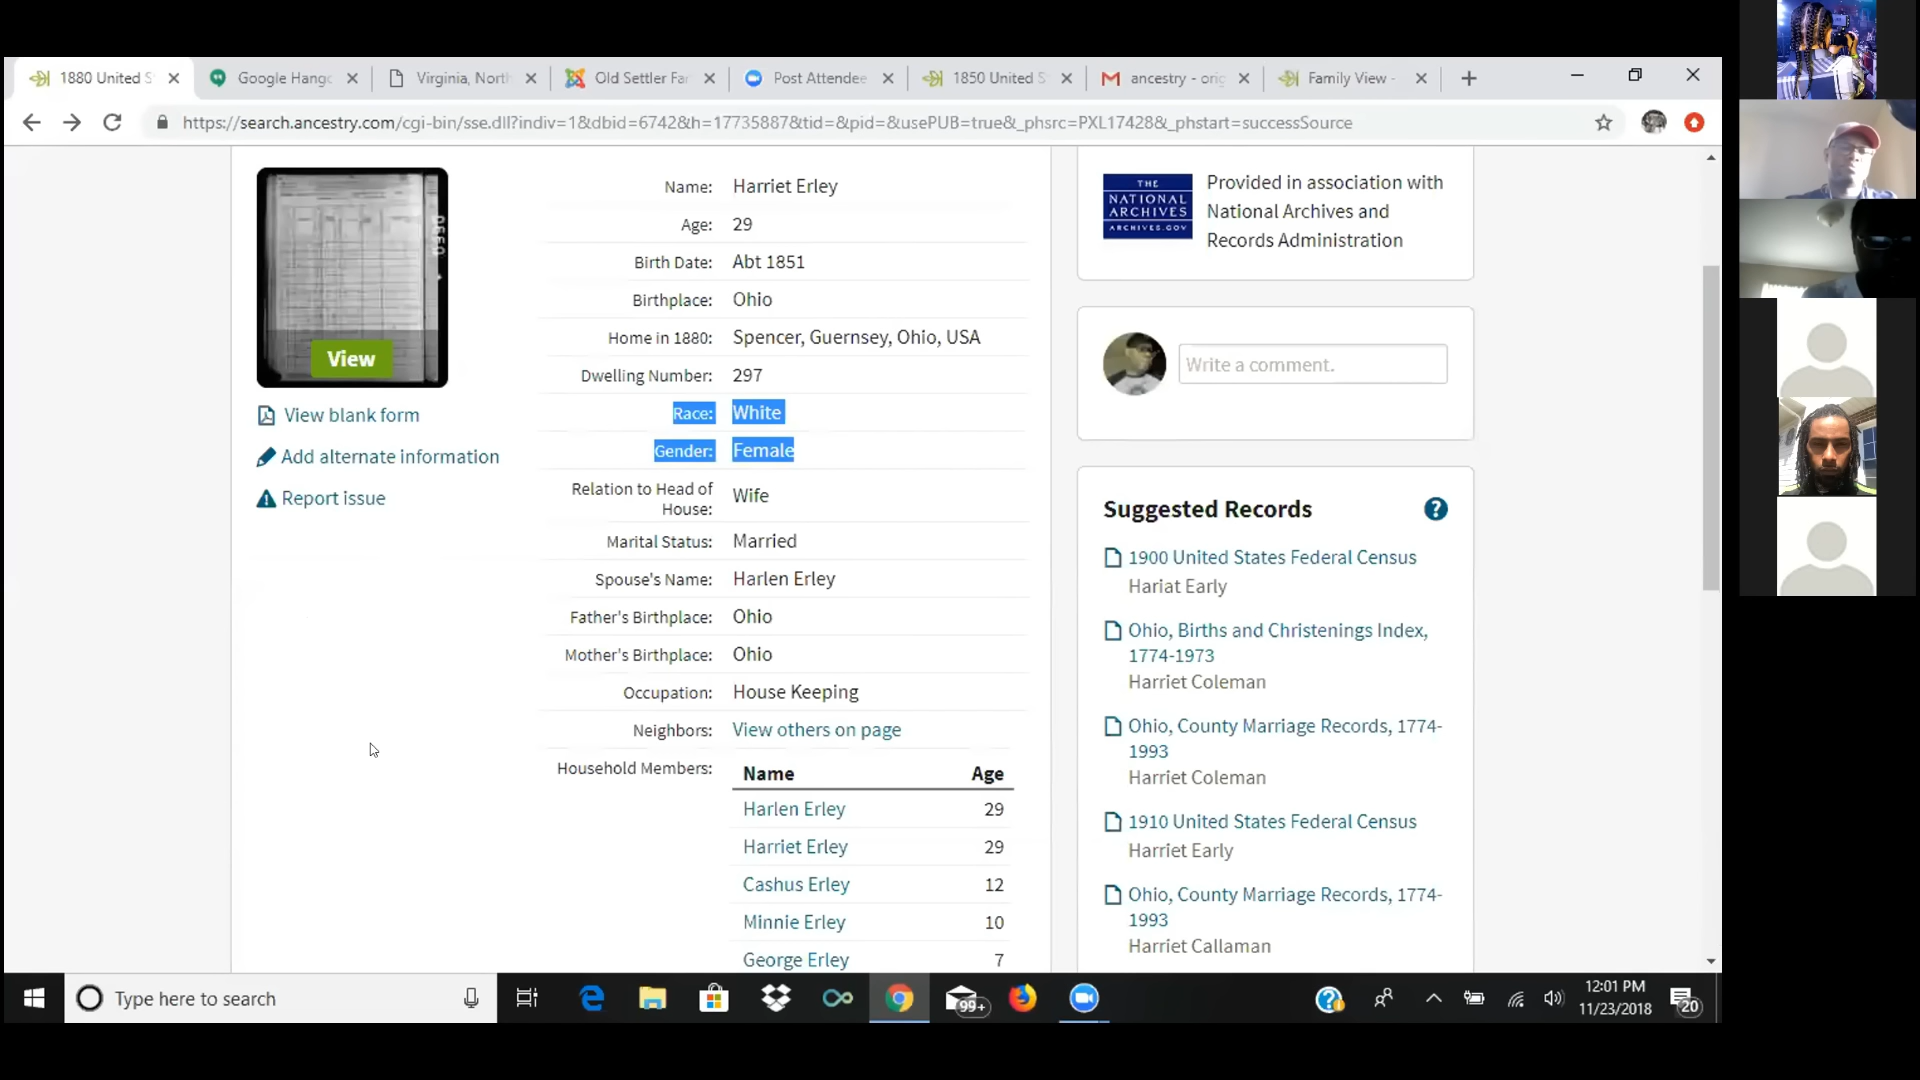 1880 United S
Google Hango
Virginia, North
Old Settler Fa
Post Attendee
1850 United S
ancestry - orig
Family View -
https://search.ancestry.com/cgi-bin/sse.dll?indiv=1&dbid=6742&h=17735887&tid=&pid=&usePUB=true&_phsrc=PXL17428&_phstart=successSource
View
View blank form
Add alternate information
Report issue
Name: Harriet Erley
Age: 29
Birth Date: Abt 1851
Birthplace: Ohio
Home in 1880: Spencer, Guernsey, Ohio, USA
Dwelling Number: 297
Race: White
Gender: Female
Relation to Head of
House: Wife
Marital Status: Married
Spouse's Name: Harlen Erley
Father's Birthplace: Ohio
Mother's Birthplace: Ohio
Occupation: House Keeping
Neighbors: View others on page
Household Members: Name Age
Harlen Erley 29
Harriet Erley 29
Cashus Erley 12
Minnie Erley 10
George Erley 7
THE
NATIONAL
ARCHIVES
ARCHIVES.GOV
Provided in association with
National Archives and
Records Administration
Write a comment.
Suggested Records ?
1900 United States Federal Census
Hariat Early
Ohio, Births and Christenings Index,
1774-1973
Harriet Coleman
Ohio, County Marriage Records, 1774-
1993
Harriet Coleman
1910 United States Federal Census
Harriet Early
Ohio, County Marriage Records, 1774-
1993
Harriet Callaman
Type here to search
99+
12:01 PM
11/23/2018
20